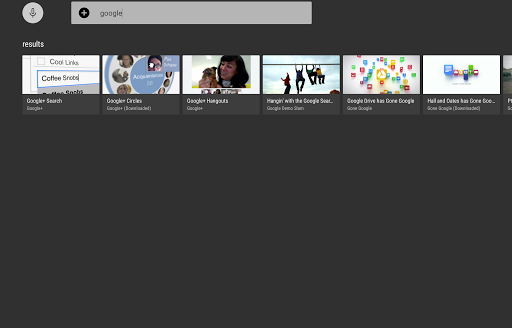 google
results
Cool Links
Coffee Snobs
Coffee Snobs
Acquaintances
Google+ Search
Google+
Google+ Circles
Google+ (Downloaded)
Google+ Hangouts
Google+
Hangin' with the Google Sear...
Google Demo Slam
Google Drive has Gone Google
Gone Google
Hall and Oates has Gone Goo...
Gone Google (Downloaded)